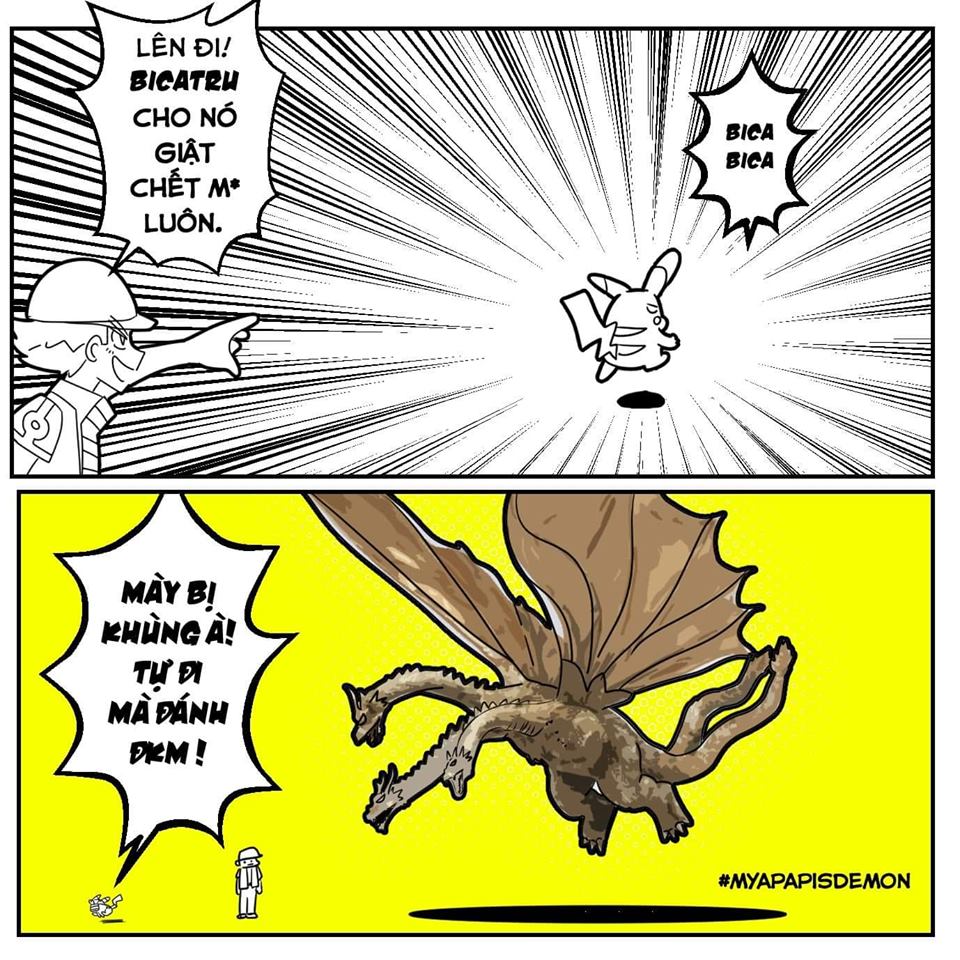 LÊN ĐI!
BICATRU
CHO NÓ
GIẬT
CHẾT M*
LUÔN.
BICA
BICA
MÀY BỊ
KHÙNG À!
TỰ ĐI
MÀ ĐÁNH
ĐKM !
#MYAPAPISDEMON